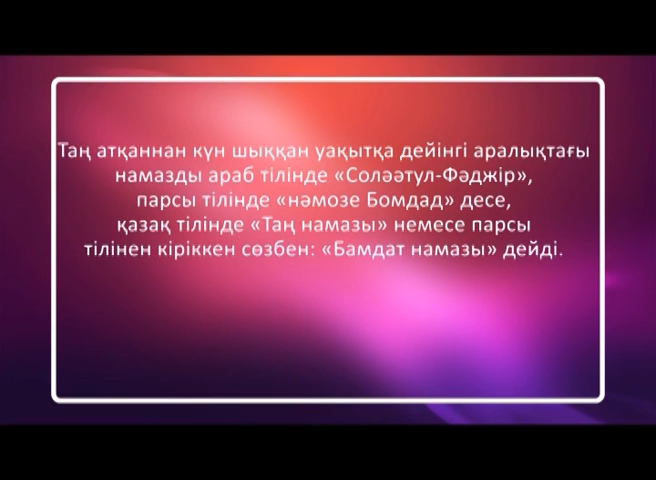 Таң атқаннан күн шыққан уақытқа дейінгі аралықтағы
намазды араб тілінде «Соләәтул-Фәджір»,
парсы тілінде «нәмозе Бомдад» десе,
қазақ тілінде «Таң намазы» немесе парсы
тілінен кіріккен сөзбен: «Бамдат намазы» дейді.